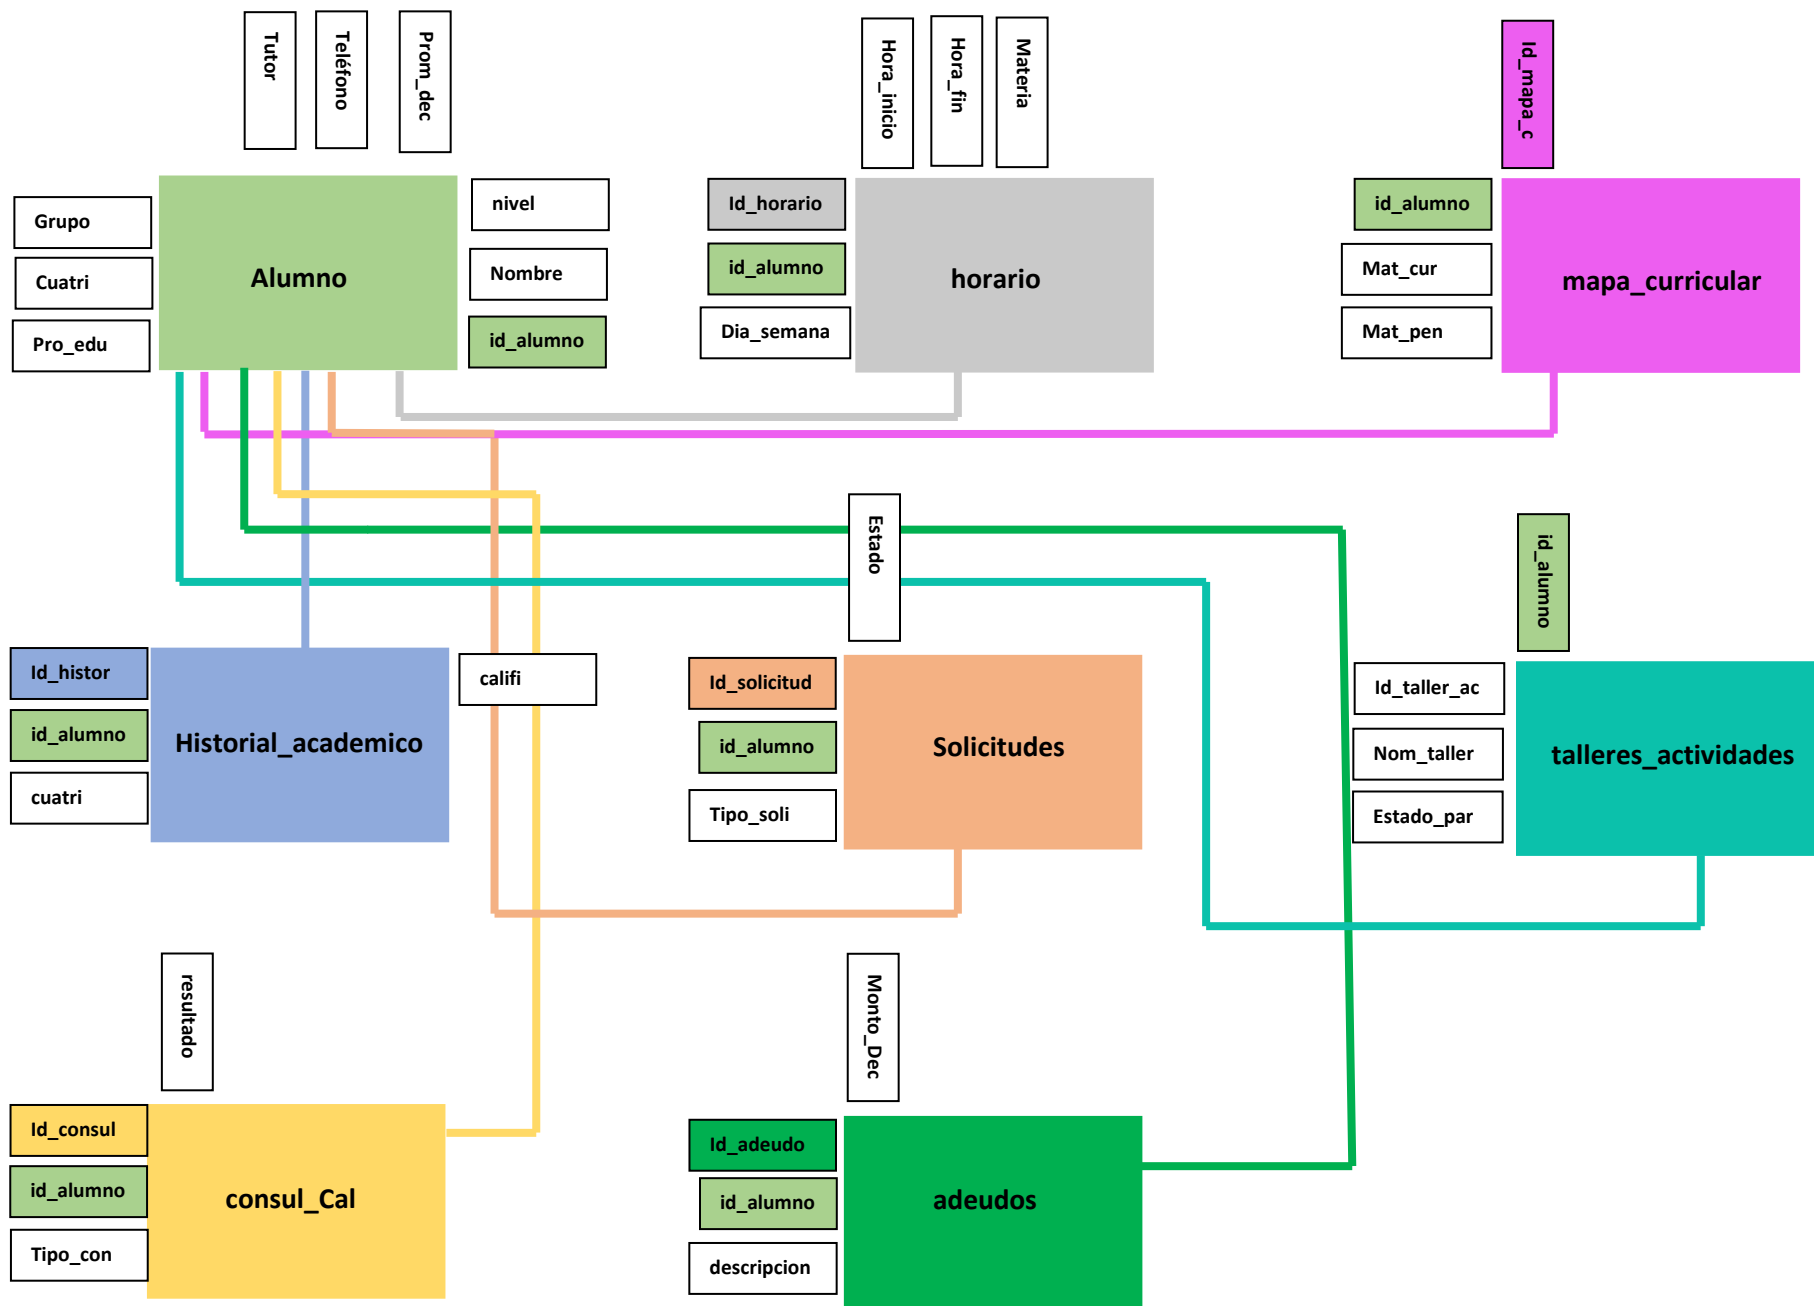 Tutor
Teléfono
Prom_dec
Hora_inicio
Hora_fin
Materia
Id_mapa_c
Grupo
Cuatri
Pro_edu
Alumno
nivel
Nombre
id_alumno
Id_horario
id_alumno
Dia_semana
horario
id_alumno
Mat_cur
Mat_pen
mapa_curricular
Estado
id_alumno
Id_histor
id_alumno
cuatri
Historial_academico
califi
Id_solicitud
id_alumno
Tipo_soli
Solicitudes
Id_taller_ac
Nom_taller
Estado_par
talleres_actividades
resultado
Monto_Dec
Id_consul
id_alumno
Tipo_con
consul_Cal
Id_adeudo
id_alumno
descripcion
adeudos